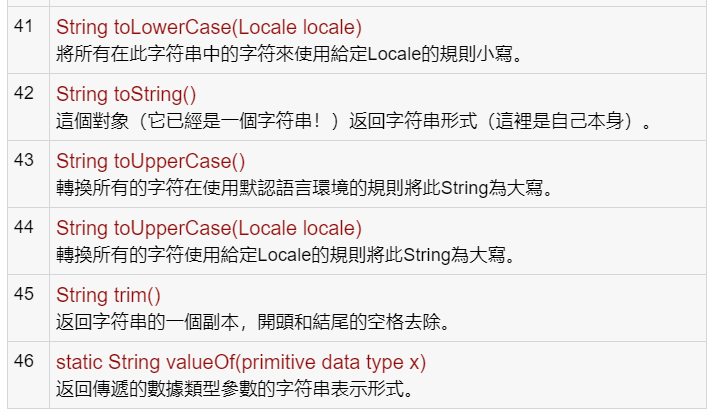 41 String toLowerCase(Locale locale)
將所有在此字符串中的字符來使用給定Locale的規則小寫。
42 String toString()
這個對象（它已經是一個字符串！）返回字符串形式（這裡是自己本身）。
43 String toUpperCase()
轉換所有的字符在使用默認語言環境的規則將此String為大寫。
44 String toUpperCase(Locale locale)
轉換所有的字符使用給定Locale的規則將此String為大寫。
45 String trim()
返回字符串的一個副本，開頭和結尾的空格去除。
46 static String valueOf(primitive data type x)
返回傳遞的數據類型參數的字符串表示形式。